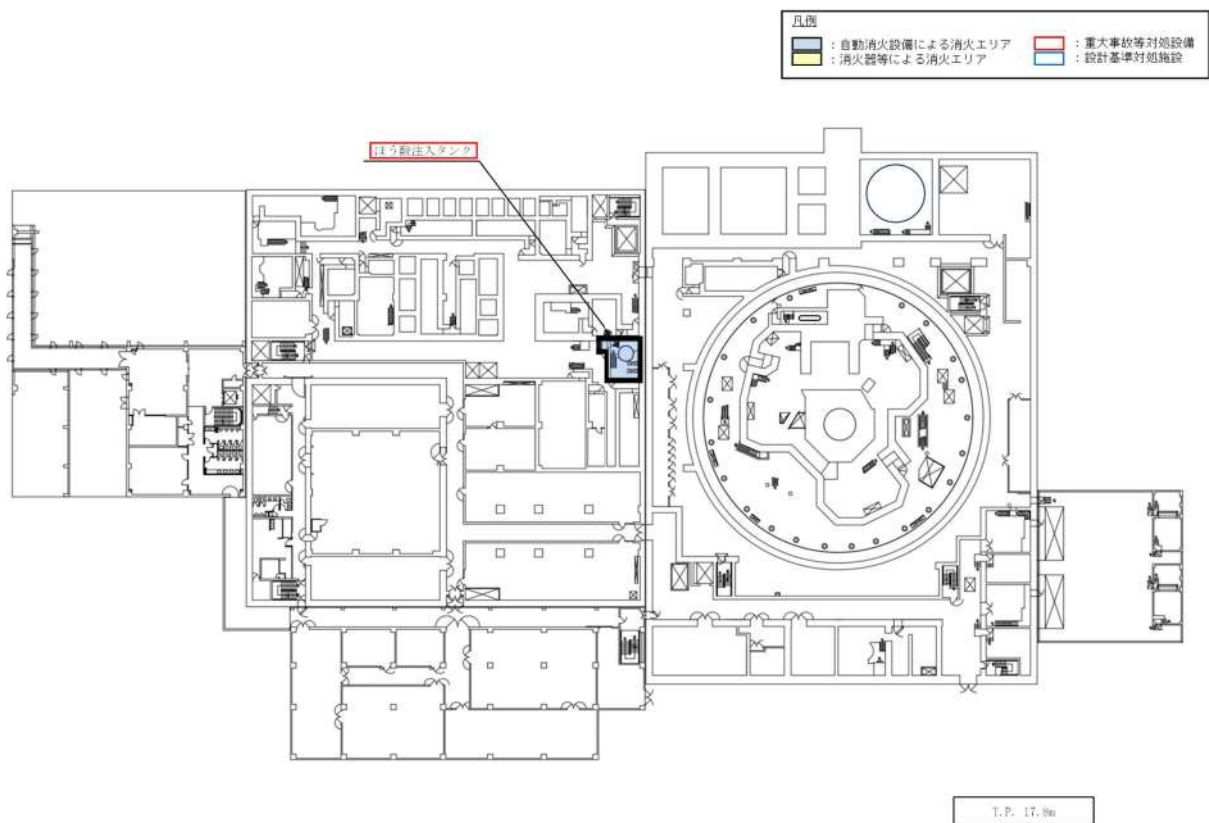 凡例
：自動消火設備による消火エリア
：重大事故等対処設備
：消火器等による消火エリア
：設計基準対処施設
ほう酸注入タンク
T.P. 17.8m